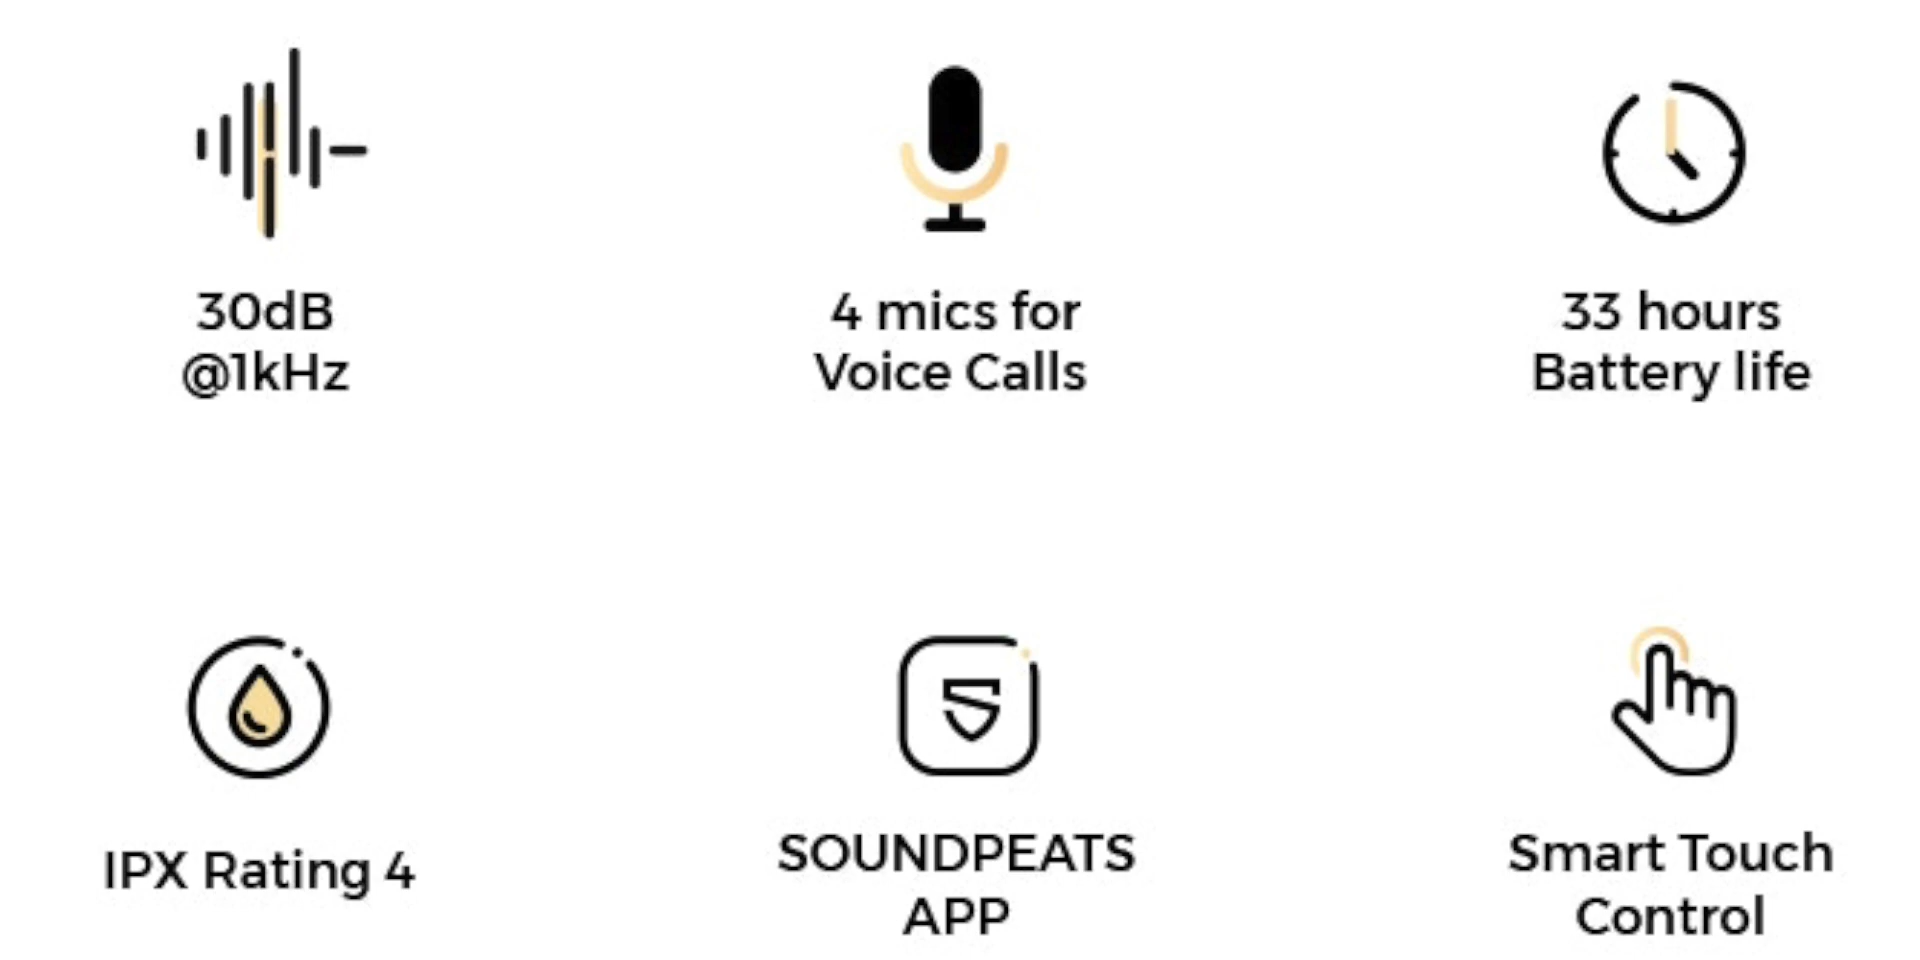 30dB
@1kHz
4 mics for
Voice Calls
33 hours
Battery life
IPX Rating 4
SOUNDPEATS
APP
Smart Touch
Control